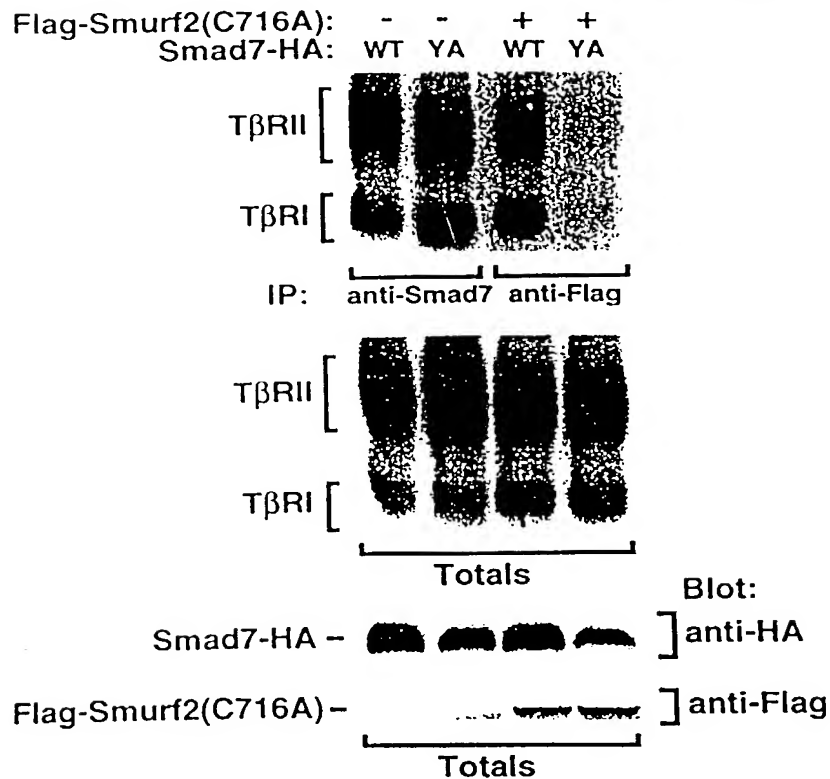 Flag-Smurf2(C716A): - - + +
Smad7-HA: WT YA WT YA
TβRII
TβRI
IP: anti-Smad7 anti-Flag
TβRII
TβRI
Totals
Blot:
Smad7-HA – anti-HA
Flag-Smurf2(C716A) – anti-Flag
Totals